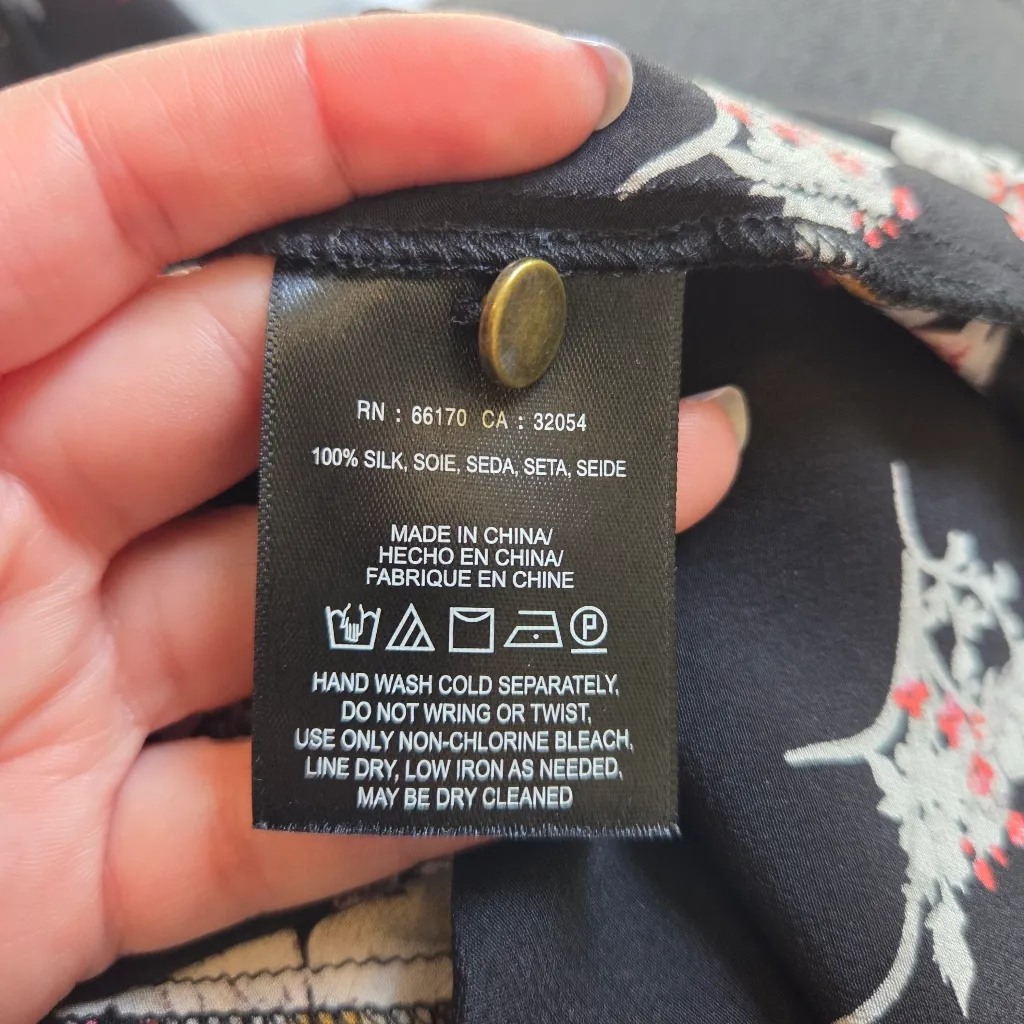 RN : 66170 CA : 32054
100% SILK, SOIE, SEDA, SETA, SEIDE
MADE IN CHINA/
HECHO EN CHINA/
FABRIQUE EN CHINE
P
HAND WASH COLD SEPARATELY,
DO NOT WRING OR TWIST,
USE ONLY NON-CHLORINE BLEACH,
LINE DRY, LOW IRON AS NEEDED,
MAY BE DRY CLEANED